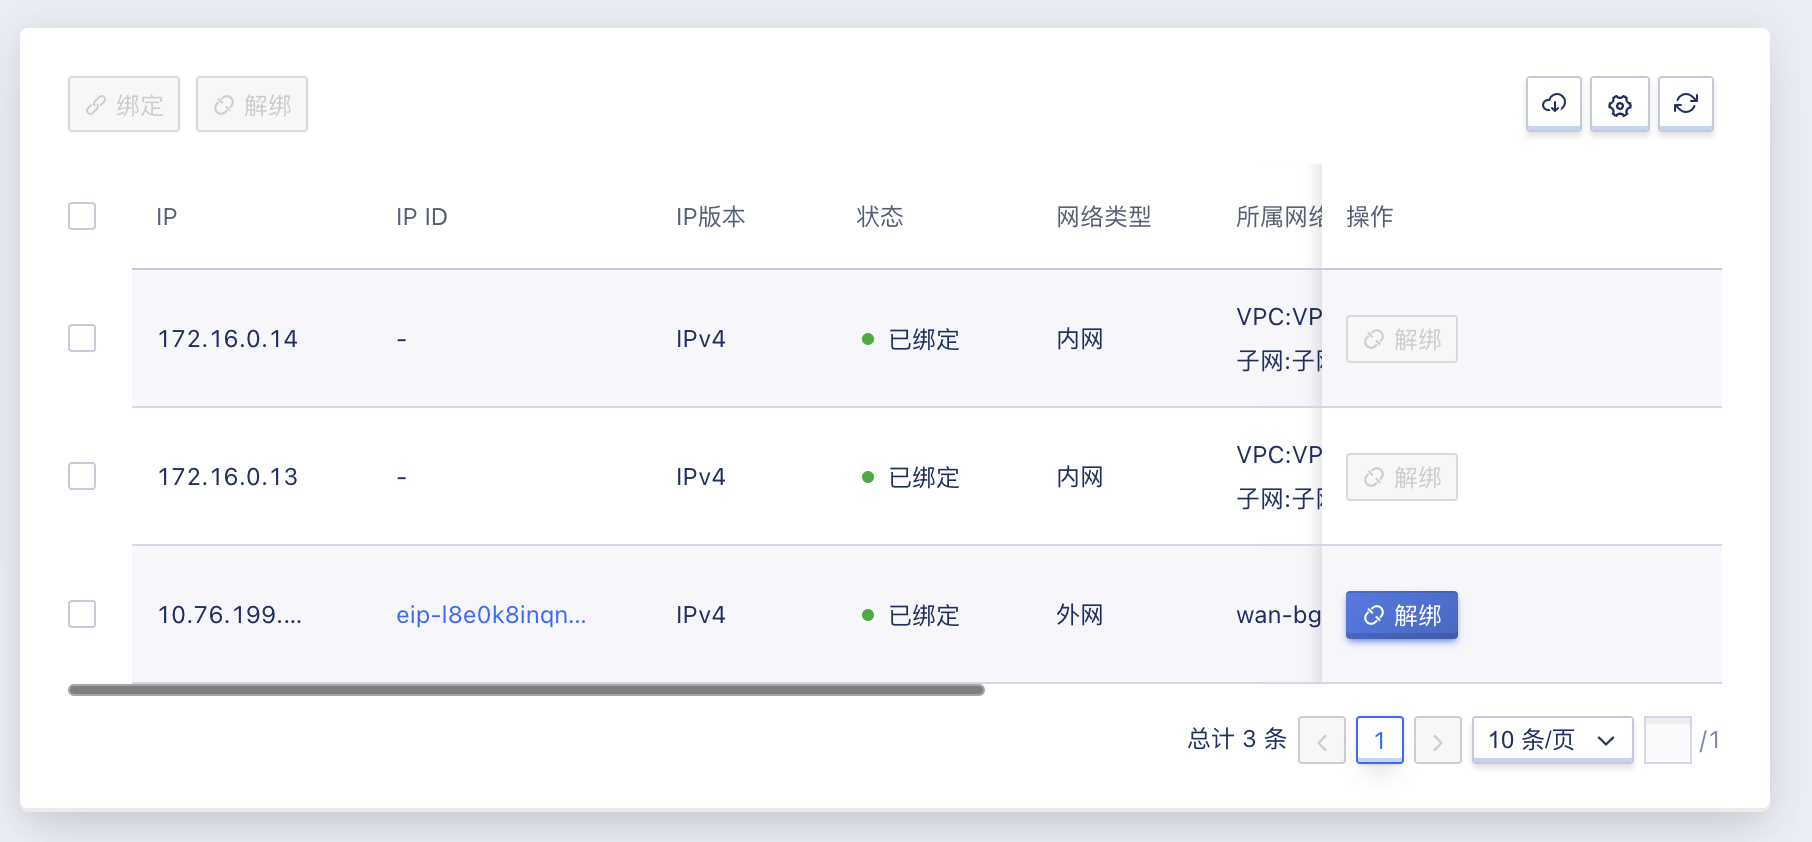 绑定 解绑
IP IP ID IP版本 状态 网络类型 所属网络 操作
VPC:VP
172.16.0.14 - IPv4 已绑定 内网 解绑
子网:子网
VPC:VP
172.16.0.13 - IPv4 已绑定 内网 解绑
子网:子网
10.76.199.... eip-l8e0k8inqn... IPv4 已绑定 外网 wan-bg 解绑
总计 3 条 1 10 条/页 /1